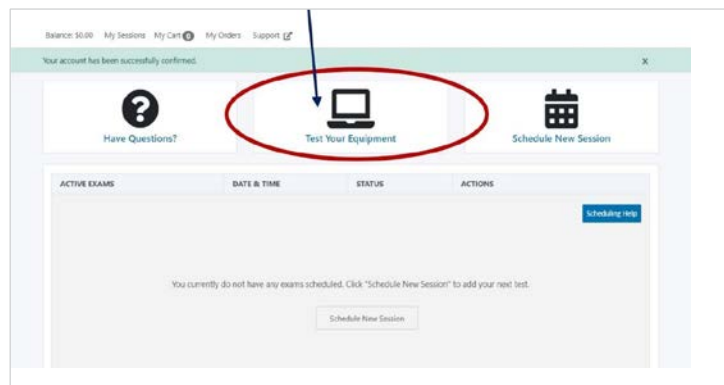 Balance: $0.00 My Sessions My Cart 0 My Orders Support
Your account has been successfully confirmed. X
Have Questions? Test Your Equipment Schedule New Session
ACTIVE EXAMS DATE & TIME STATUS ACTIONS
Scheduling Help
You currently do not have any exams scheduled. Click "Schedule New Session" to add your next test.
Schedule New Session